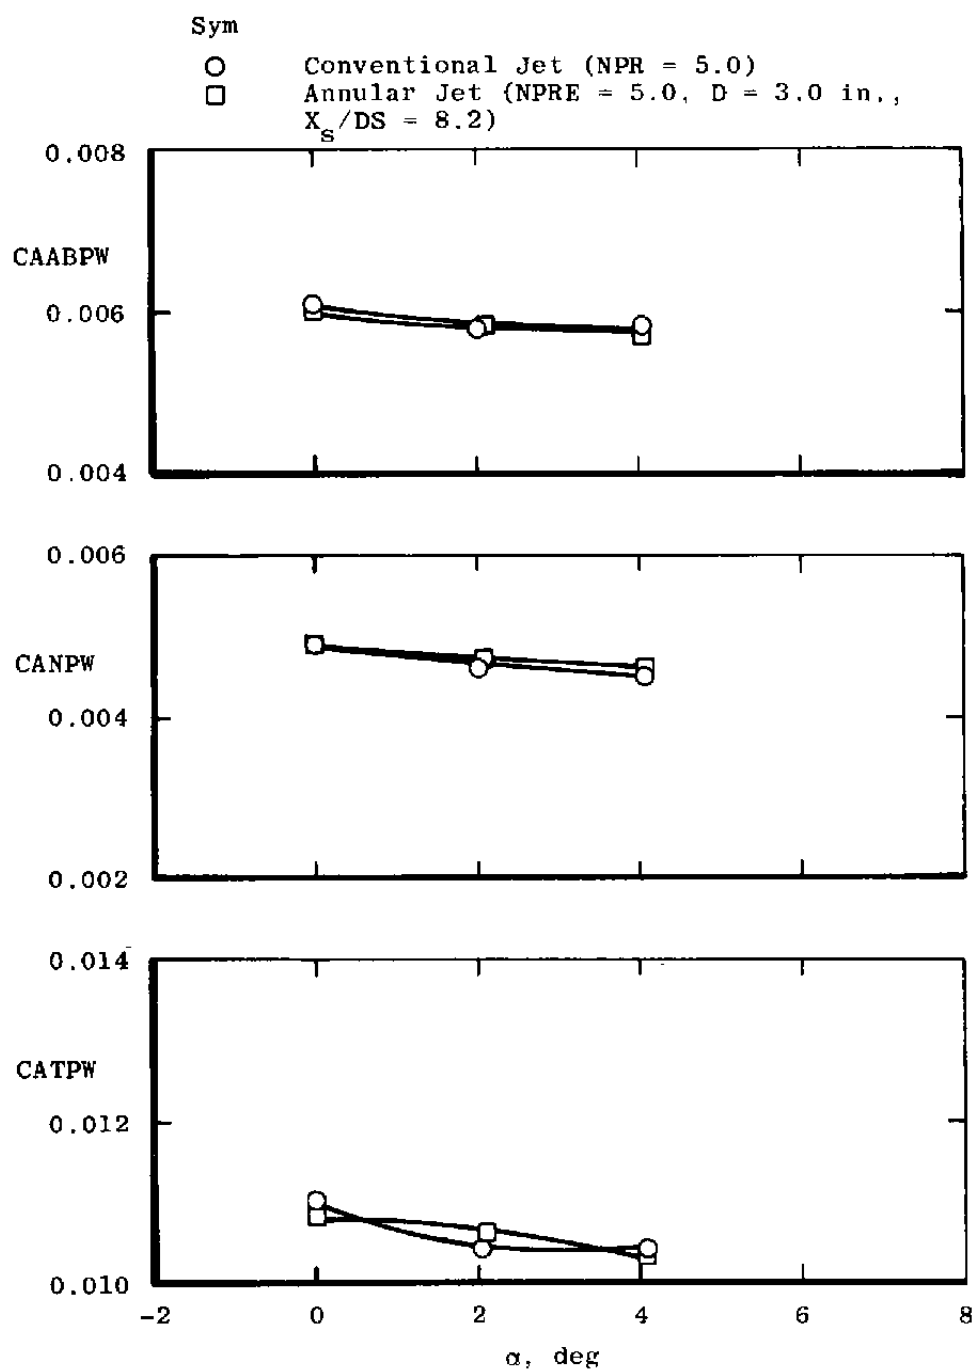 Sym
○ Conventional Jet (NPR = 5.0)
□ Annular Jet (NPRE = 5.0, D = 3.0 in.,
X_s/DS = 8.2)
0.008
CAABPW
0.006
0.004
0.006
CANPW
0.004
0.002
0.014
CATPW
0.012
0.010
-2 0 2 4 6 8
α, deg